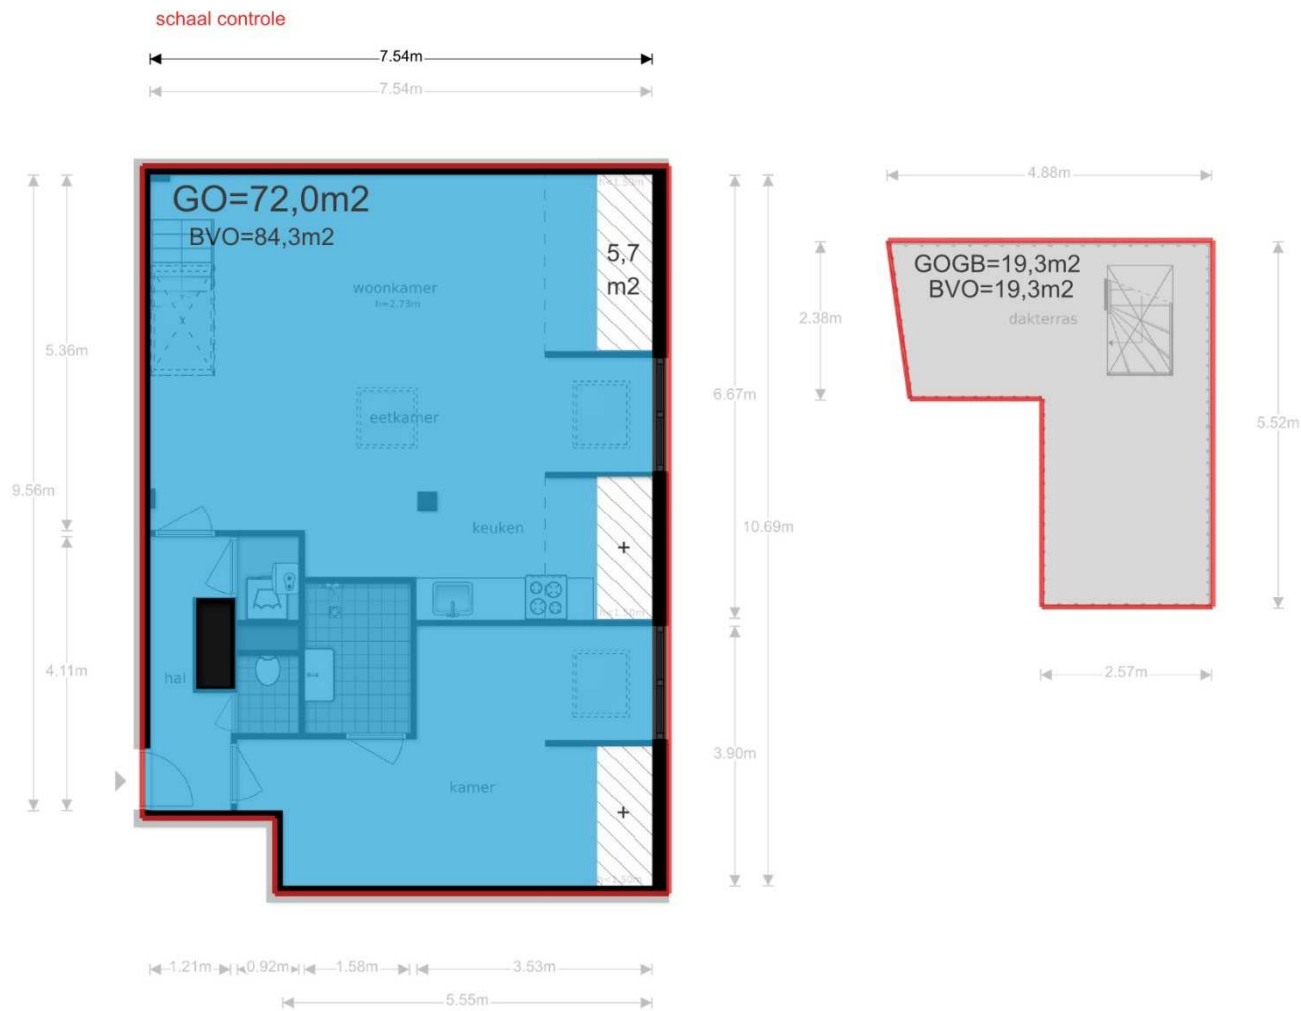 schaal controle
7.54m
7.54m
GO=72,0m2
BVO=84,3m2
woonkamer
h=2.73m
5,7
m2
eetkamer
keuken
+
hal
kamer
+
5.36m
9.56m
4.11m
6.67m
10.69m
3.90m
1.21m
0.92m
1.58m
3.53m
5.55m
4.88m
GOGB=19,3m2
BVO=19,3m2
dakterras
2.38m
5.52m
2.57m